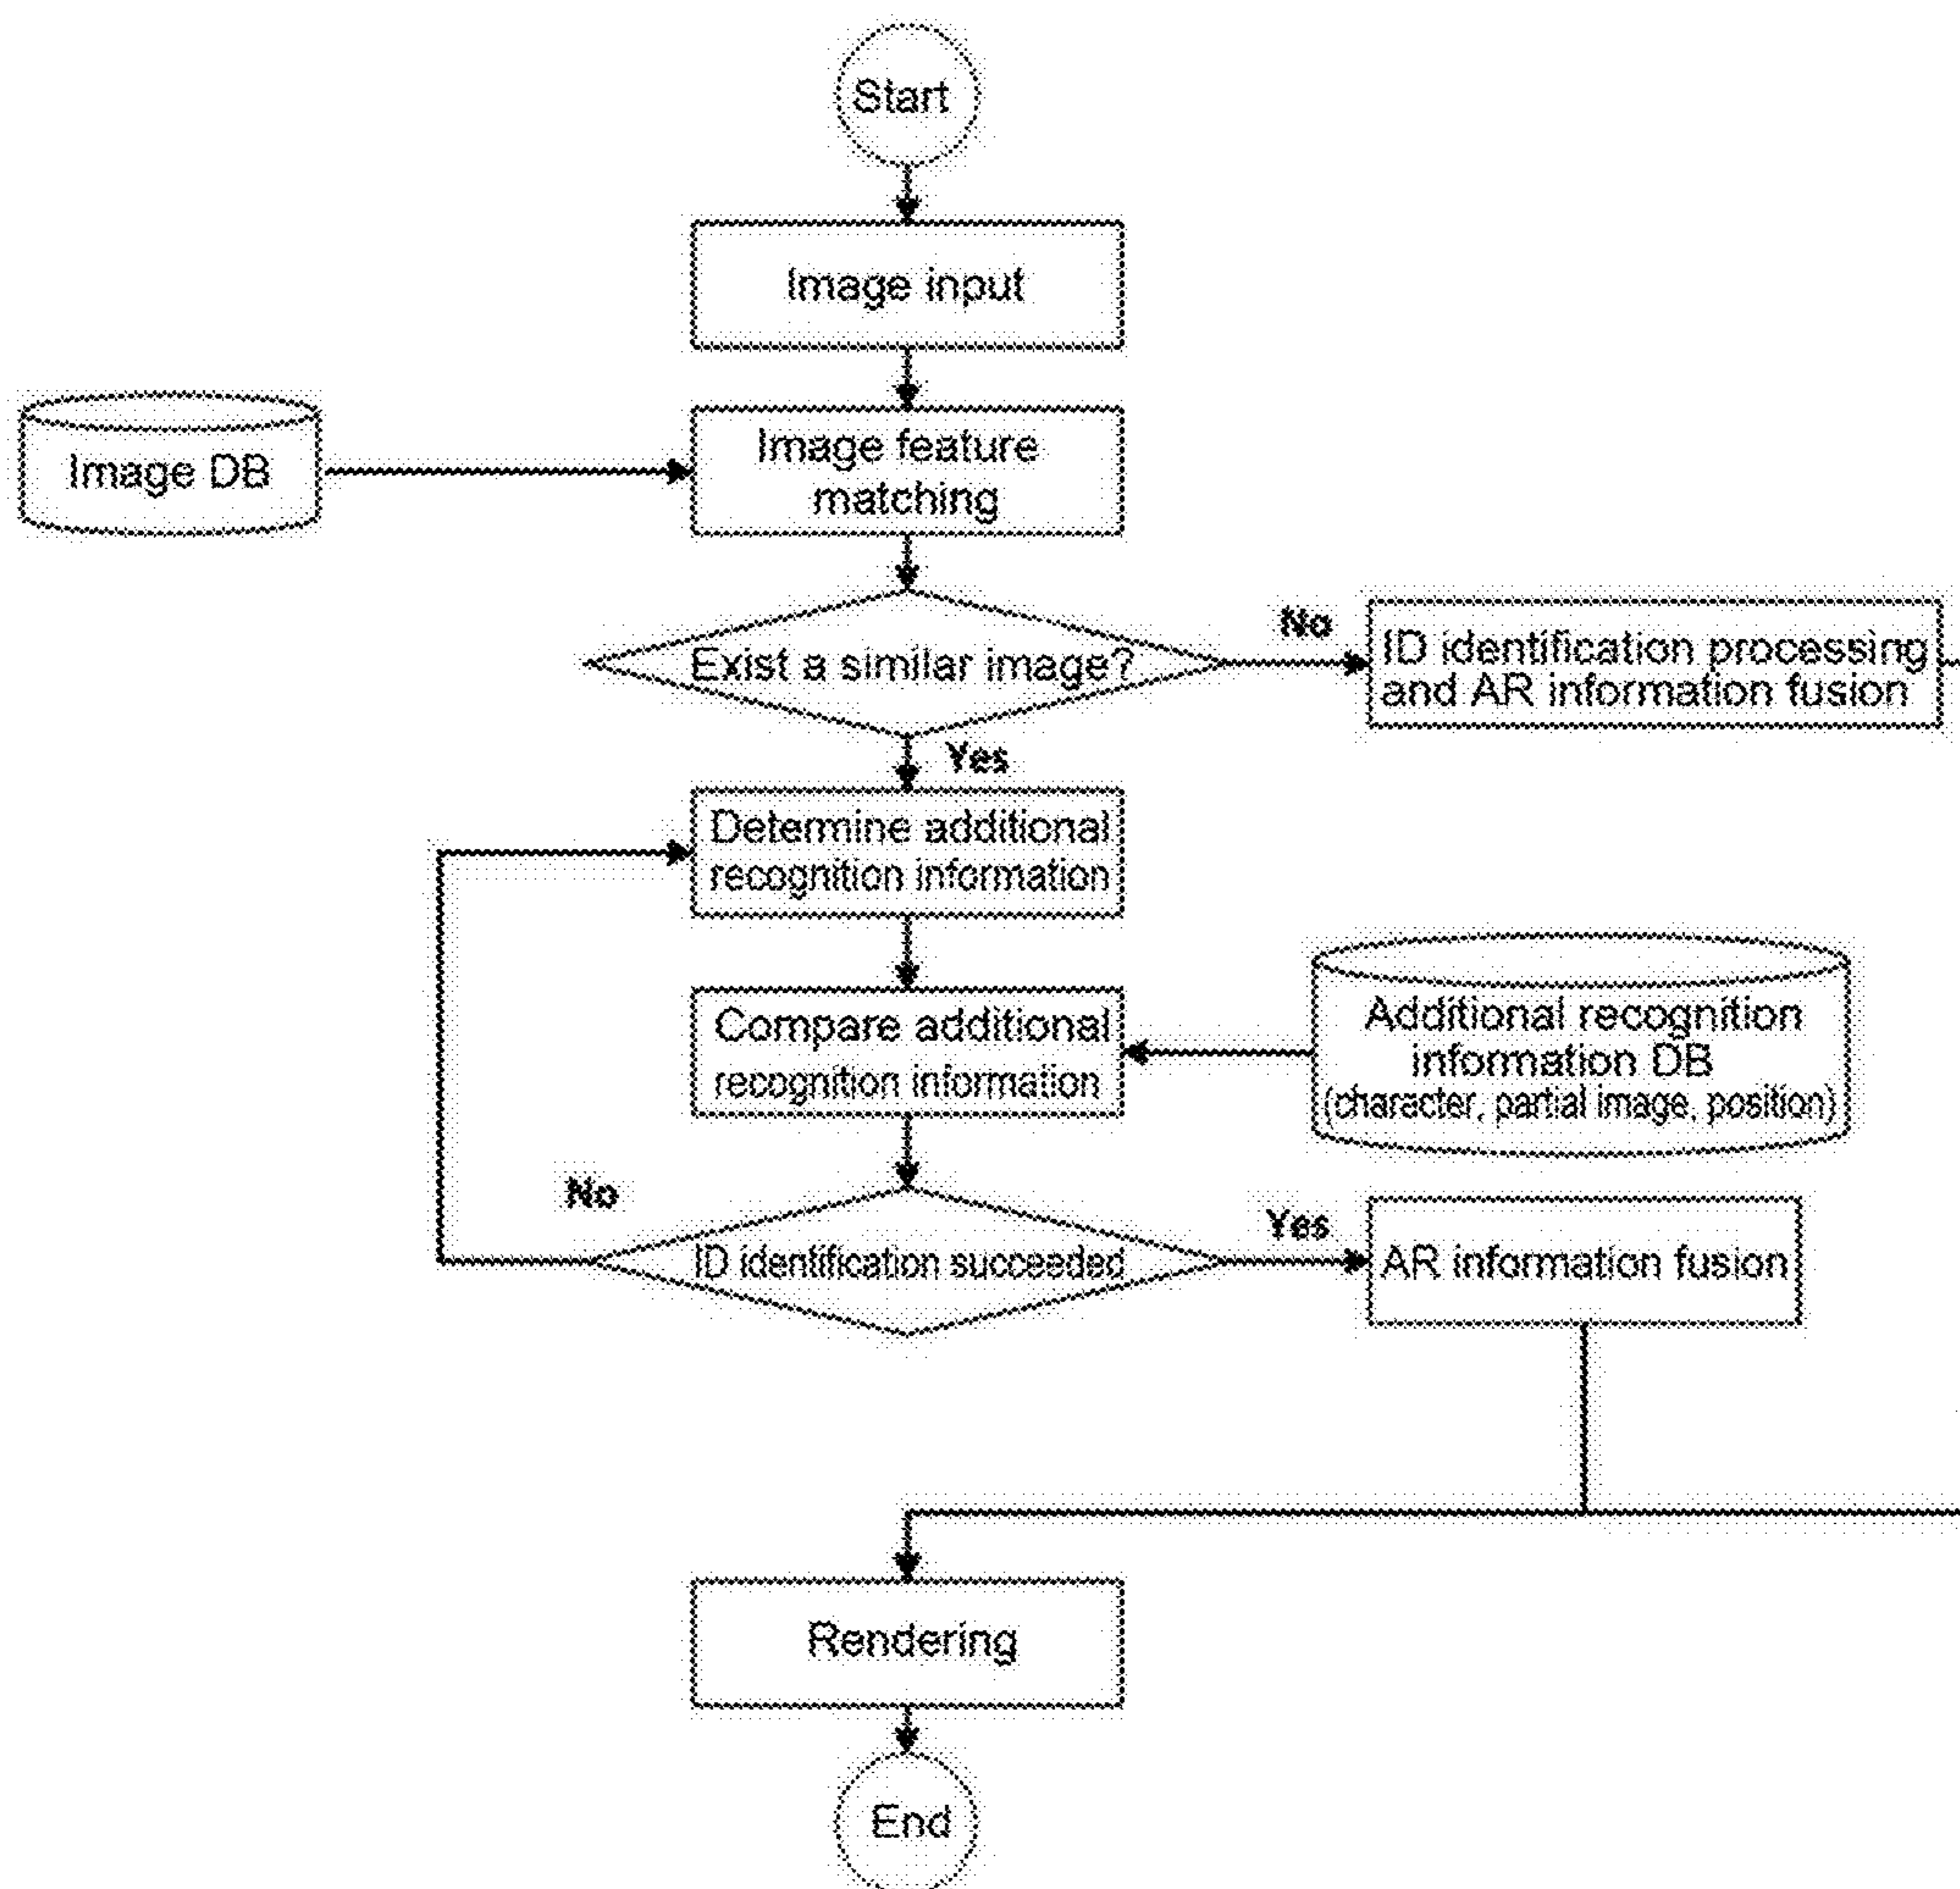 Start
Image input
Image DB
Image feature
matching
Exist a similar image?
No
ID identification processing
and AR information fusion
Yes
Determine additional
recognition information
Compare additional
recognition information
Additional recognition
information DB
(character, partial image, position)
No
ID identification succeeded
Yes
AR information fusion
Rendering
End